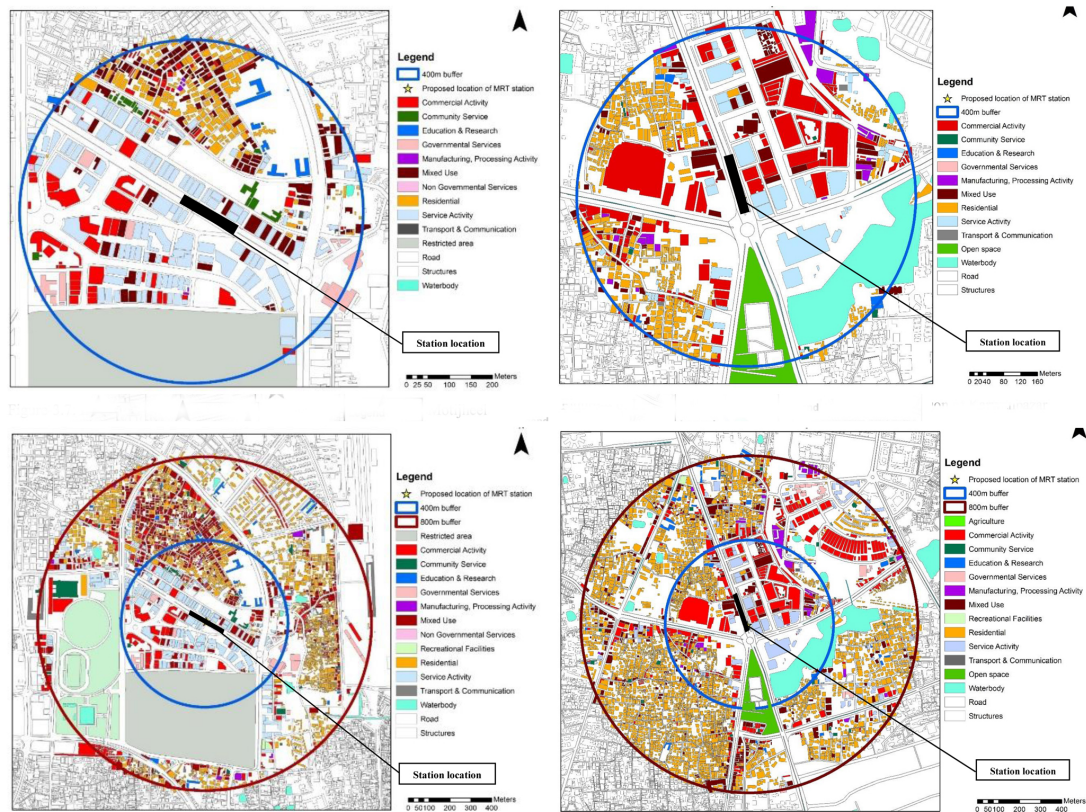 Legend
400m buffer
Proposed location of MRT station
Commercial Activity
Community Service
Education & Research
Governmental Services
Manufacturing, Processing Activity
Mixed Use
Non Governmental Services
Residential
Service Activity
Transport & Communication
Restricted area
Road
Structures
Waterbody
Station location
Meters
0 25 50 100 150 200
Legend
Proposed location of MRT station
400m buffer
Commercial Activity
Community Service
Education & Research
Governmental Services
Manufacturing, Processing Activity
Mixed Use
Residential
Service Activity
Transport & Communication
Open space
Waterbody
Road
Structures
Station location
Meters
0 20 40 80 120 160
Legend
Proposed location of MRT station
400m buffer
800m buffer
Restricted area
Commercial Activity
Community Service
Education & Research
Governmental Services
Manufacturing, Processing Activity
Mixed Use
Non Governmental Services
Recreational Facilities
Residential
Service Activity
Transport & Communication
Waterbody
Road
Structures
Station location
Meters
0 50 100 200 300 400
Legend
Proposed location of MRT station
400m buffer
800m buffer
Agriculture
Commercial Activity
Community Service
Education & Research
Governmental Services
Manufacturing, Processing Activity
Mixed Use
Recreational Facilities
Residential
Service Activity
Transport & Communication
Open space
Waterbody
Road
Structures
Station location
Meters
0 50 100 200 300 400